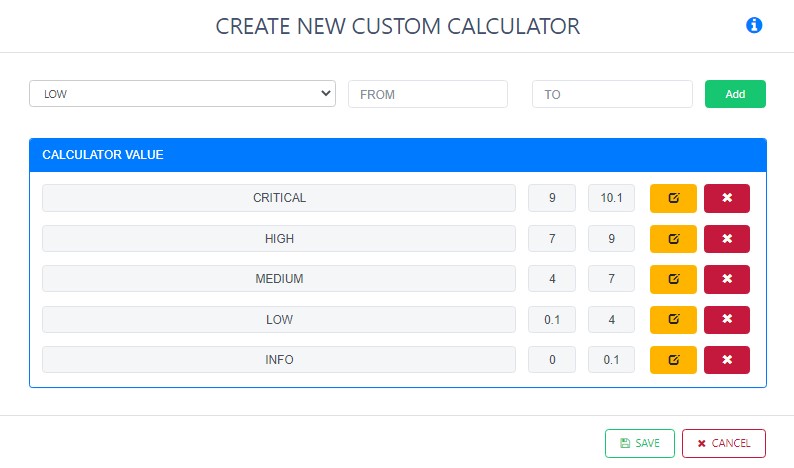 CREATE NEW CUSTOM CALCULATOR
LOW FROM TO Add
CALCULATOR VALUE
CRITICAL 9 10.1
HIGH 7 9
MEDIUM 4 7
LOW 0.1 4
INFO 0 0.1
SAVE CANCEL